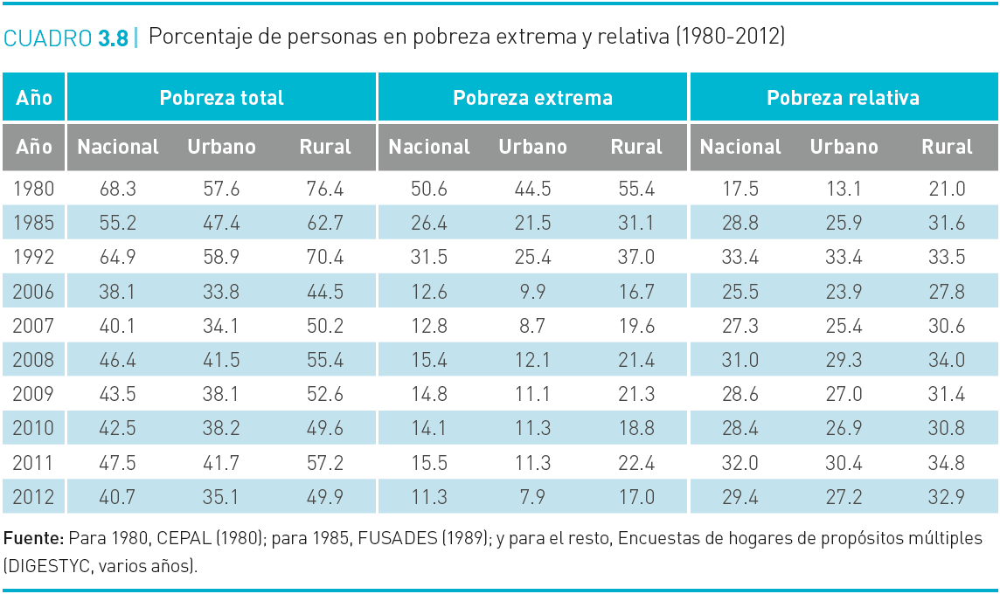 CUADRO 3.8 | Porcentaje de personas en pobreza extrema y relativa (1980-2012)
Año Pobreza total Pobreza extrema Pobreza relativa
Año Nacional Urbano Rural Nacional Urbano Rural Nacional Urbano Rural
1980 68.3 57.6 76.4 50.6 44.5 55.4 17.5 13.1 21.0
1985 55.2 47.4 62.7 26.4 21.5 31.1 28.8 25.9 31.6
1992 64.9 58.9 70.4 31.5 25.4 37.0 33.4 33.4 33.5
2006 38.1 33.8 44.5 12.6 9.9 16.7 25.5 23.9 27.8
2007 40.1 34.1 50.2 12.8 8.7 19.6 27.3 25.4 30.6
2008 46.4 41.5 55.4 15.4 12.1 21.4 31.0 29.3 34.0
2009 43.5 38.1 52.6 14.8 11.1 21.3 28.6 27.0 31.4
2010 42.5 38.2 49.6 14.1 11.3 18.8 28.4 26.9 30.8
2011 47.5 41.7 57.2 15.5 11.3 22.4 32.0 30.4 34.8
2012 40.7 35.1 49.9 11.3 7.9 17.0 29.4 27.2 32.9
Fuente: Para 1980, CEPAL (1980); para 1985, FUSADES (1989); y para el resto, Encuestas de hogares de propósitos múltiples
(DIGESTYC, varios años).